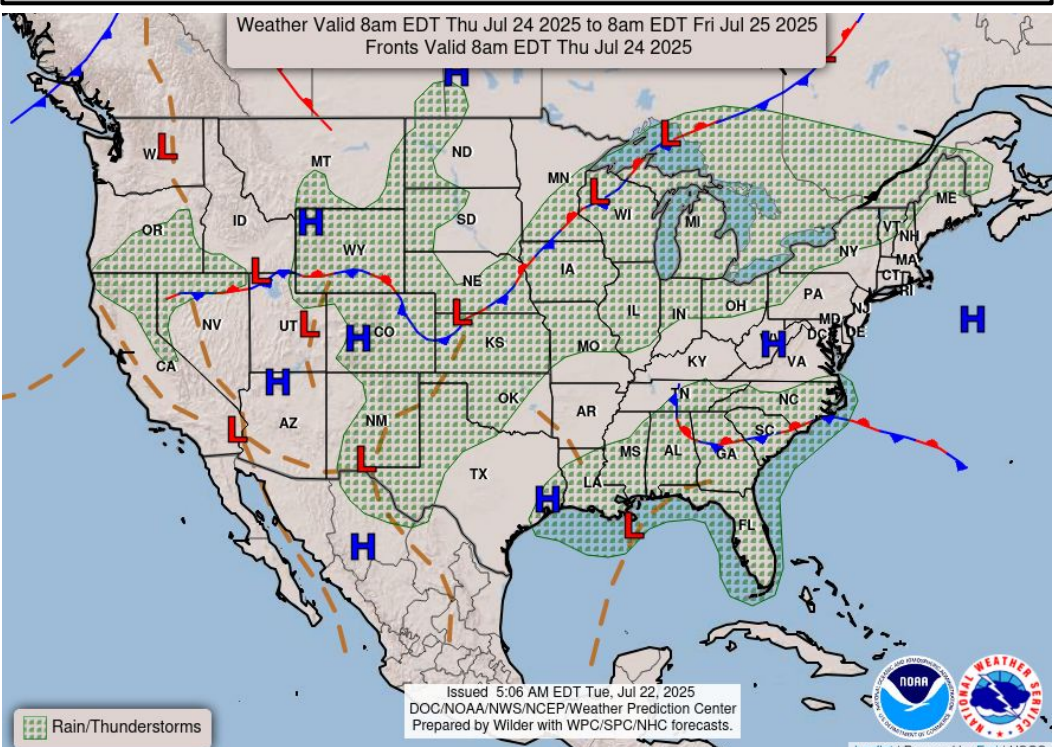 Weather Valid 8am EDT Thu Jul 24 2025 to 8am EDT Fri Jul 25 2025
Fronts Valid 8am EDT Thu Jul 24 2025
H
L
L
WA L
MT
ND
MN
L
ME
OR
ID
H
WY
SD
WI
MI
VT
NH
NY
MA
CT
RI
L
NE
IA
PA
NJ
NV
UT
L
H
CO
L
KS
IL
IN
OH
MD
DC
DE
H
H
VA
CA
MO
KY
H
AZ
NM
OK
AR
TN
NC
L
L
TX
MS
AL
GA
SC
LA
H
L
FL
H
Issued 5:06 AM EDT Tue, Jul 22, 2025
DOC/NOAA/NWS/NCEP/Weather Prediction Center
Prepared by Wilder with WPC/SPC/NHC forecasts.
Rain/Thunderstorms
NOAA
NATIONAL WEATHER SERVICE